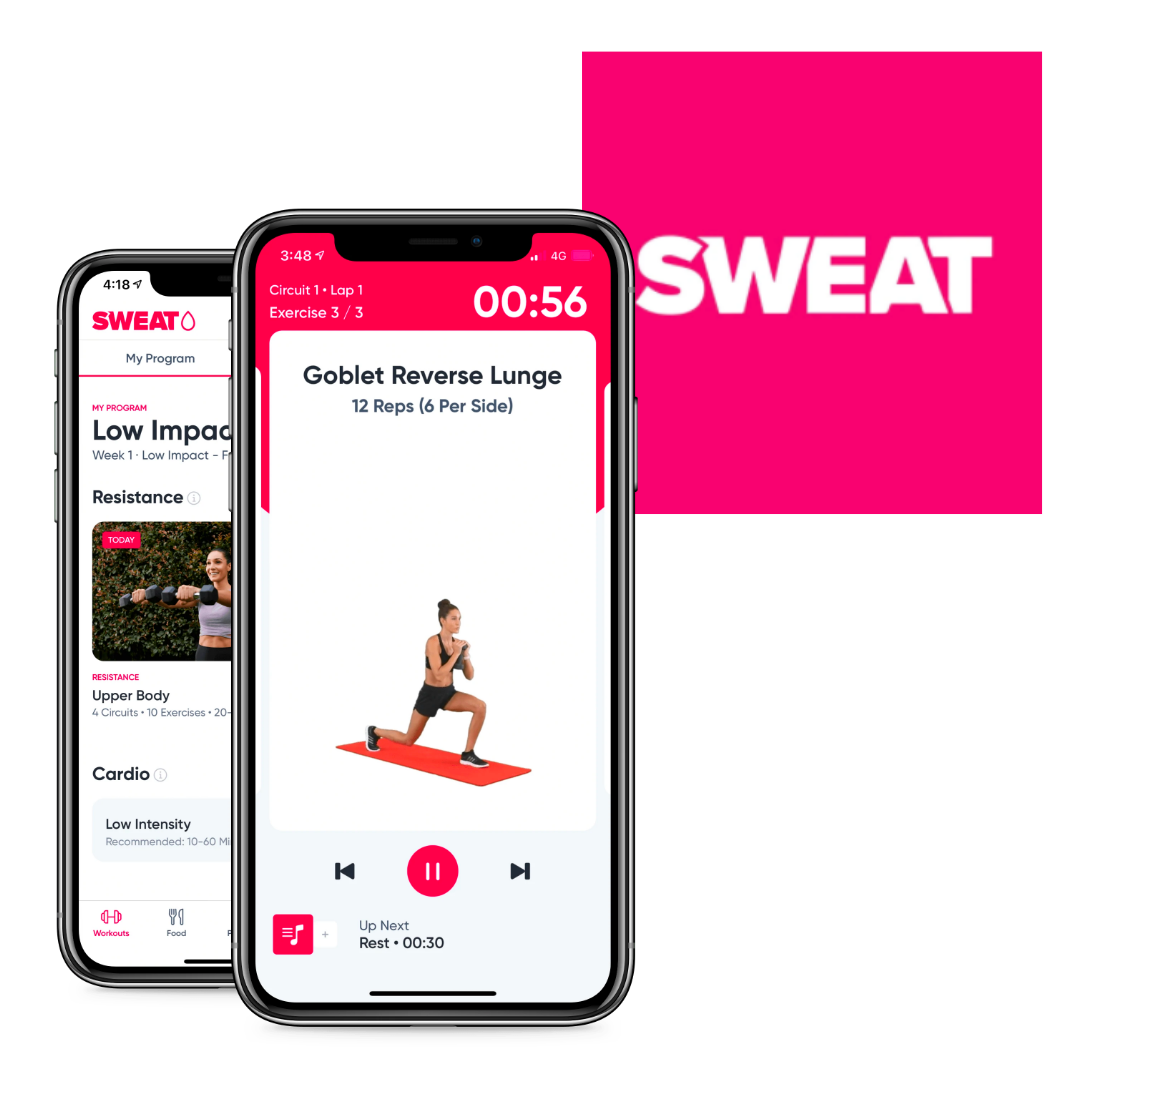 SWEAT
3:48
4G
Circuit 1 • Lap 1
Exercise 3 / 3
00:56
Goblet Reverse Lunge
12 Reps (6 Per Side)
Up Next
Rest • 00:30
4:18
SWEAT
My Program
MY PROGRAM
Low Impac
Week 1 · Low Impact - F
Resistance
TODAY
RESISTANCE
Upper Body
4 Circuits • 10 Exercises • 20-
Cardio
Low Intensity
Recommended: 10-60 Mi
Workouts
Food